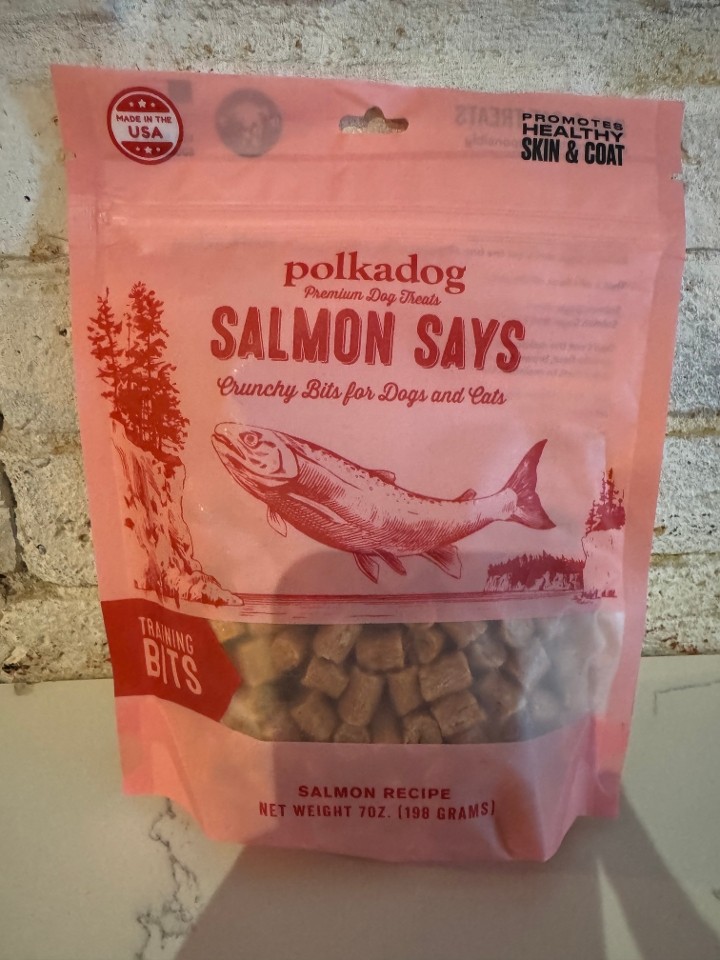 MADE IN THE
USA
PROMOTES
HEALTHY
SKIN & COAT
polkadog
Premium Dog Treats
SALMON SAYS
Crunchy Bits for Dogs and Cats
TRAINING
BITS
SALMON RECIPE
NET WEIGHT 7OZ. (198 GRAMS)